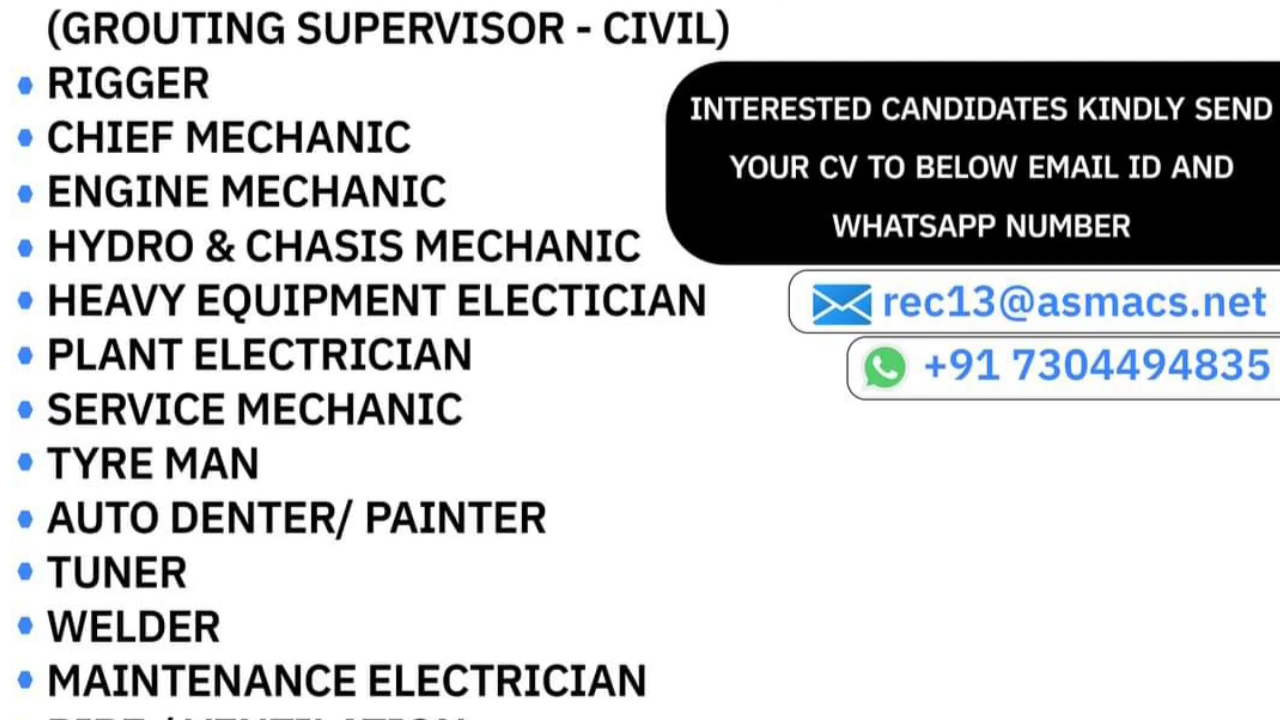 (GROUTING SUPERVISOR - CIVIL)
RIGGER
CHIEF MECHANIC
ENGINE MECHANIC
HYDRO & CHASIS MECHANIC
HEAVY EQUIPMENT ELECTICIAN
PLANT ELECTRICIAN
SERVICE MECHANIC
TYRE MAN
AUTO DENTER/ PAINTER
TUNER
WELDER
MAINTENANCE ELECTRICIAN
INTERESTED CANDIDATES KINDLY SEND
YOUR CV TO BELOW EMAIL ID AND
WHATSAPP NUMBER
rec13@asmacs.net
+91 7304494835